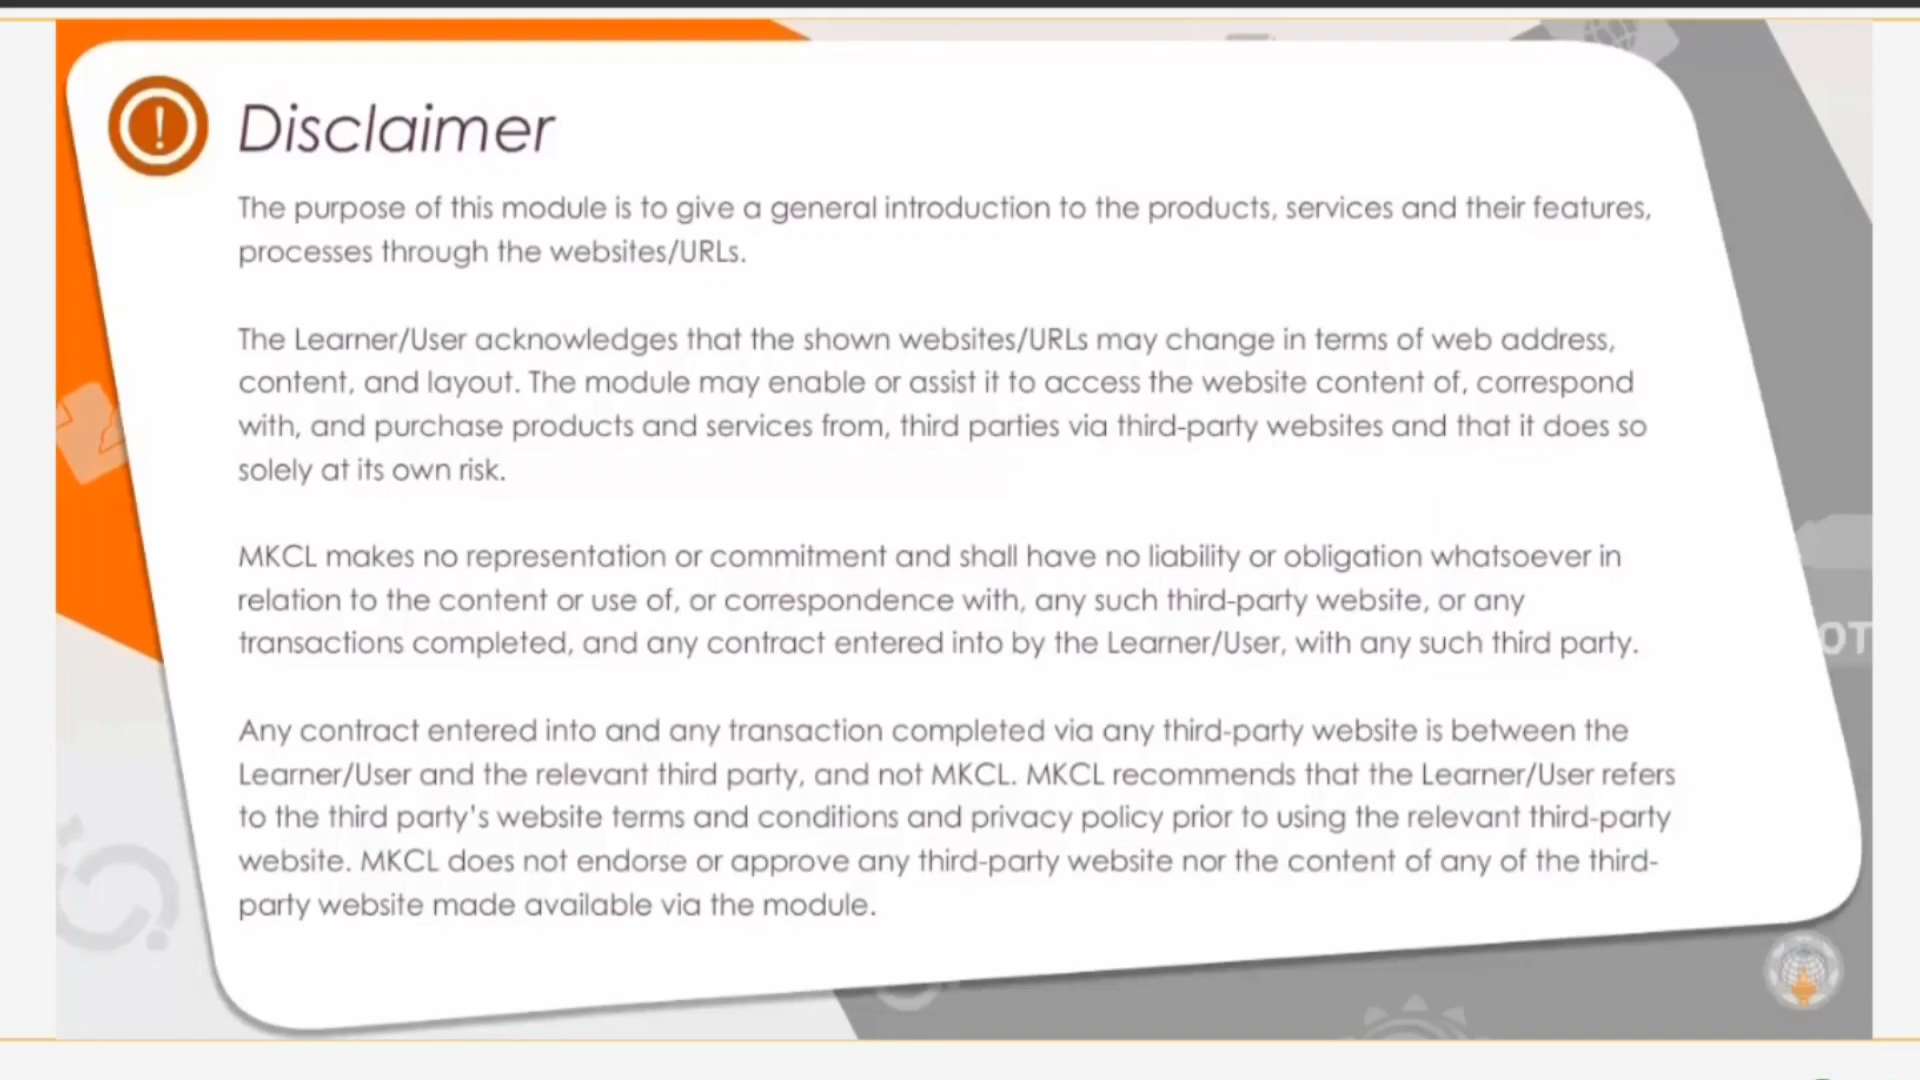 Disclaimer
The purpose of this module is to give a general introduction to the products, services and their features,
processes through the websites/URLs.
The Learner/User acknowledges that the shown websites/URLs may change in terms of web address,
content, and layout. The module may enable or assist it to access the website content of, correspond
with, and purchase products and services from, third parties via third-party websites and that it does so
solely at its own risk.
MKCL makes no representation or commitment and shall have no liability or obligation whatsoever in
relation to the content or use of, or correspondence with, any such third-party website, or any
transactions completed, and any contract entered into by the Learner/User, with any such third party.
OT
Any contract entered into and any transaction completed via any third-party website is between the
Learner/User and the relevant third party, and not MKCL. MKCL recommends that the Learner/User refers
to the third party's website terms and conditions and privacy policy prior to using the relevant third-party
website. MKCL does not endorse or approve any third-party website nor the content of any of the third-
party website made available via the module.